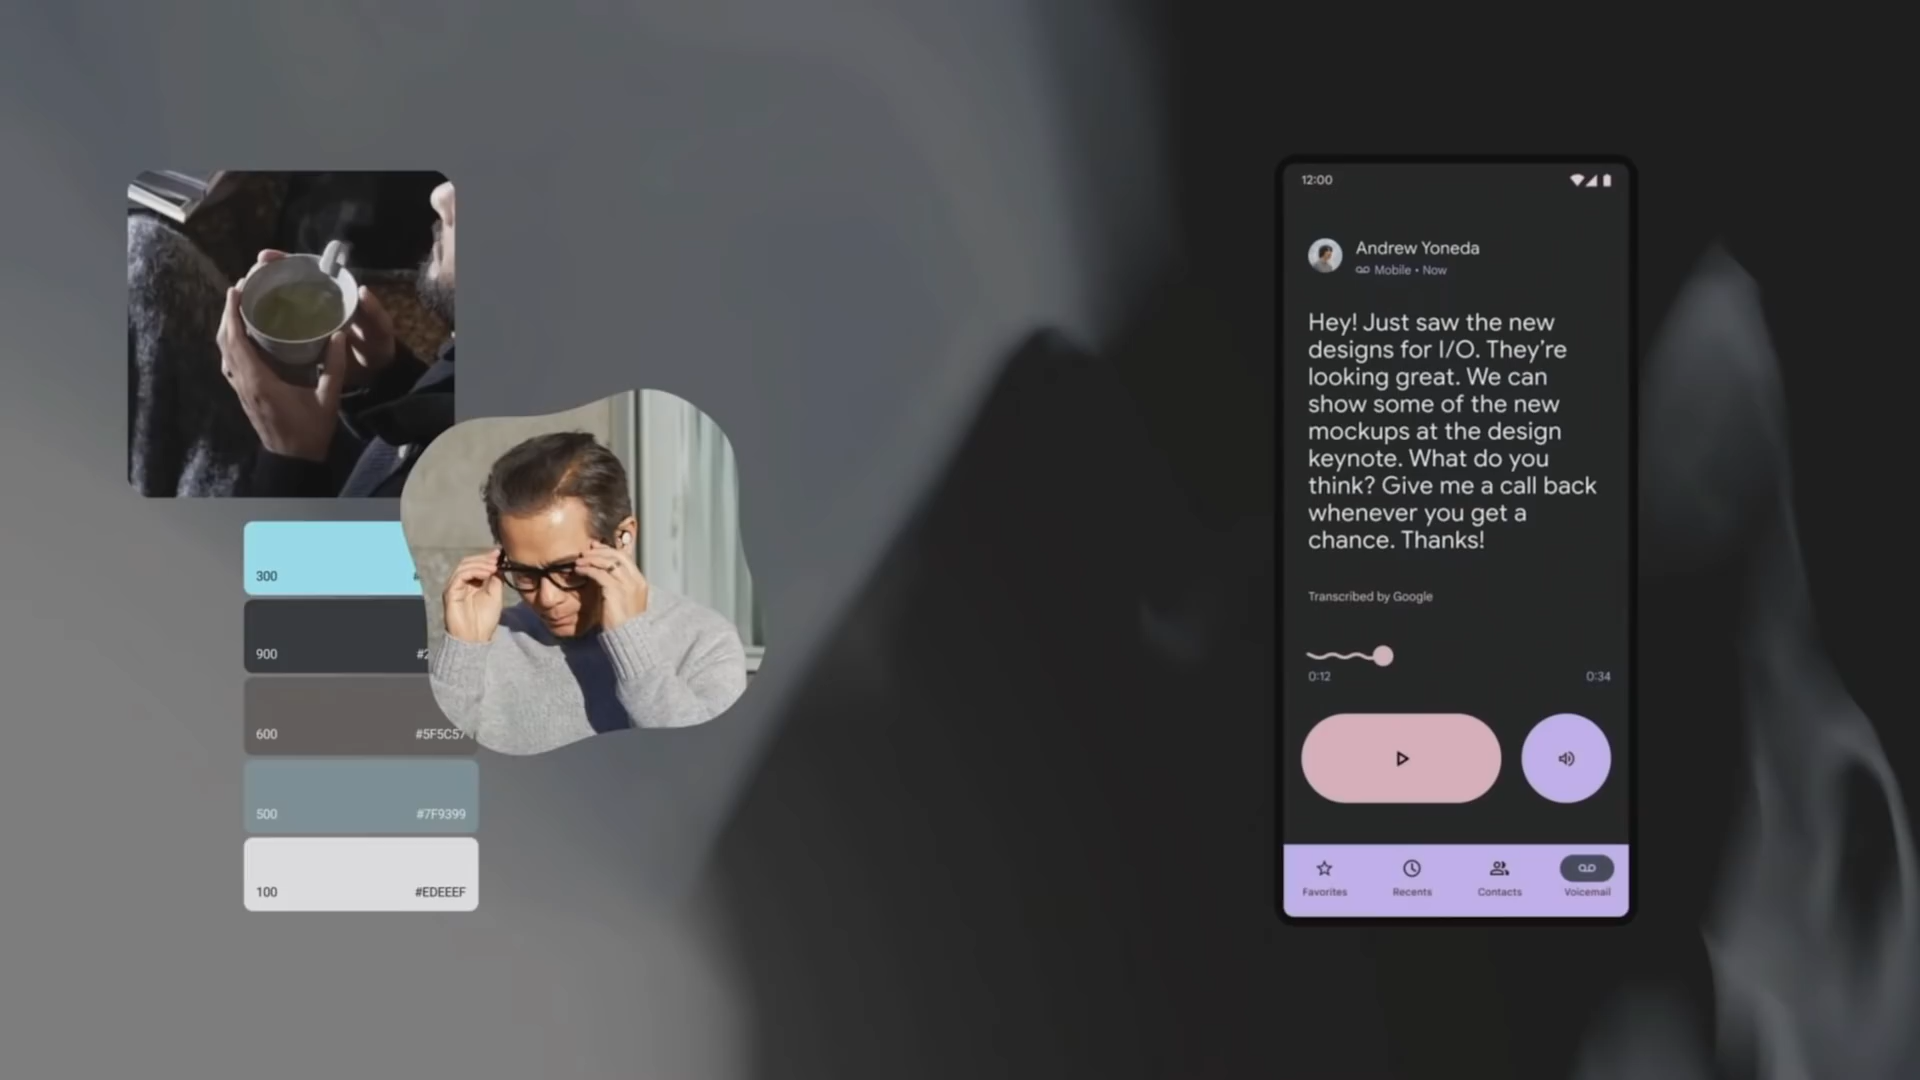 300
900
600 #5F5C57
500 #7F9399
100 #EDEEEF
12:00
Andrew Yoneda
Mobile • Now
Hey! Just saw the new
designs for I/O. They’re
looking great. We can
show some of the new
mockups at the design
keynote. What do you
think? Give me a call back
whenever you get a
chance. Thanks!
Transcribed by Google
0:12 0:34
Favorites Recents Contacts Voicemail